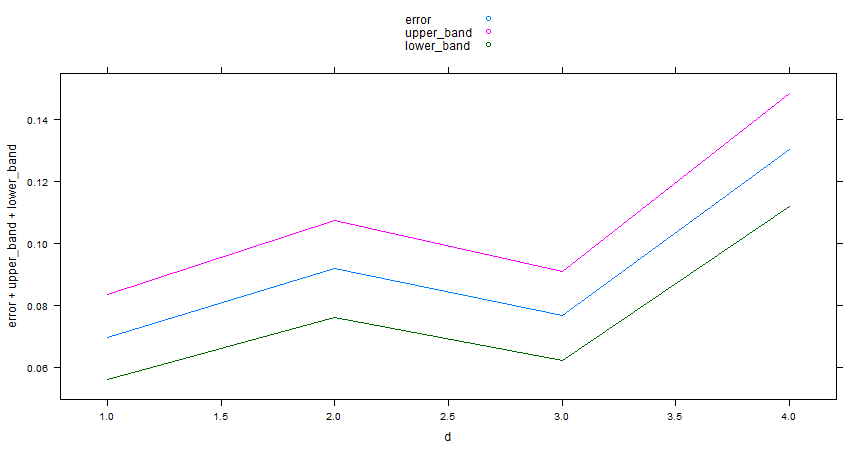 error
upper_band
lower_band
error + upper_band + lower_band
0.14
0.12
0.10
0.08
0.06
1.0 1.5 2.0 2.5 3.0 3.5 4.0
d